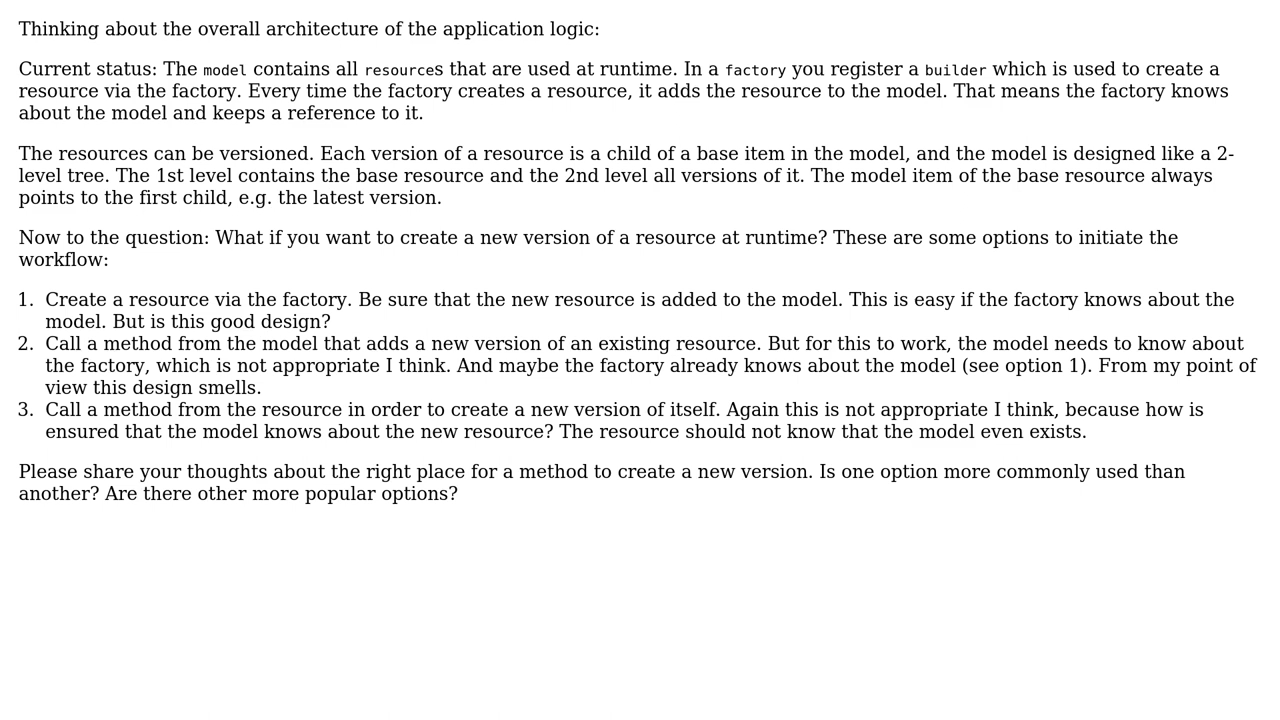 Thinking about the overall architecture of the application logic:
Current status: The model contains all resources that are used at runtime. In a factory you register a builder which is used to create a
resource via the factory. Every time the factory creates a resource, it adds the resource to the model. That means the factory knows
about the model and keeps a reference to it.
The resources can be versioned. Each version of a resource is a child of a base item in the model, and the model is designed like a 2-
level tree. The 1st level contains the base resource and the 2nd level all versions of it. The model item of the base resource always
points to the first child, e.g. the latest version.
Now to the question: What if you want to create a new version of a resource at runtime? These are some options to initiate the
workflow:
1. Create a resource via the factory. Be sure that the new resource is added to the model. This is easy if the factory knows about the
model. But is this good design?
2. Call a method from the model that adds a new version of an existing resource. But for this to work, the model needs to know about
the factory, which is not appropriate I think. And maybe the factory already knows about the model (see option 1). From my point of
view this design smells.
3. Call a method from the resource in order to create a new version of itself. Again this is not appropriate I think, because how is
ensured that the model knows about the new resource? The resource should not know that the model even exists.
Please share your thoughts about the right place for a method to create a new version. Is one option more commonly used than
another? Are there other more popular options?